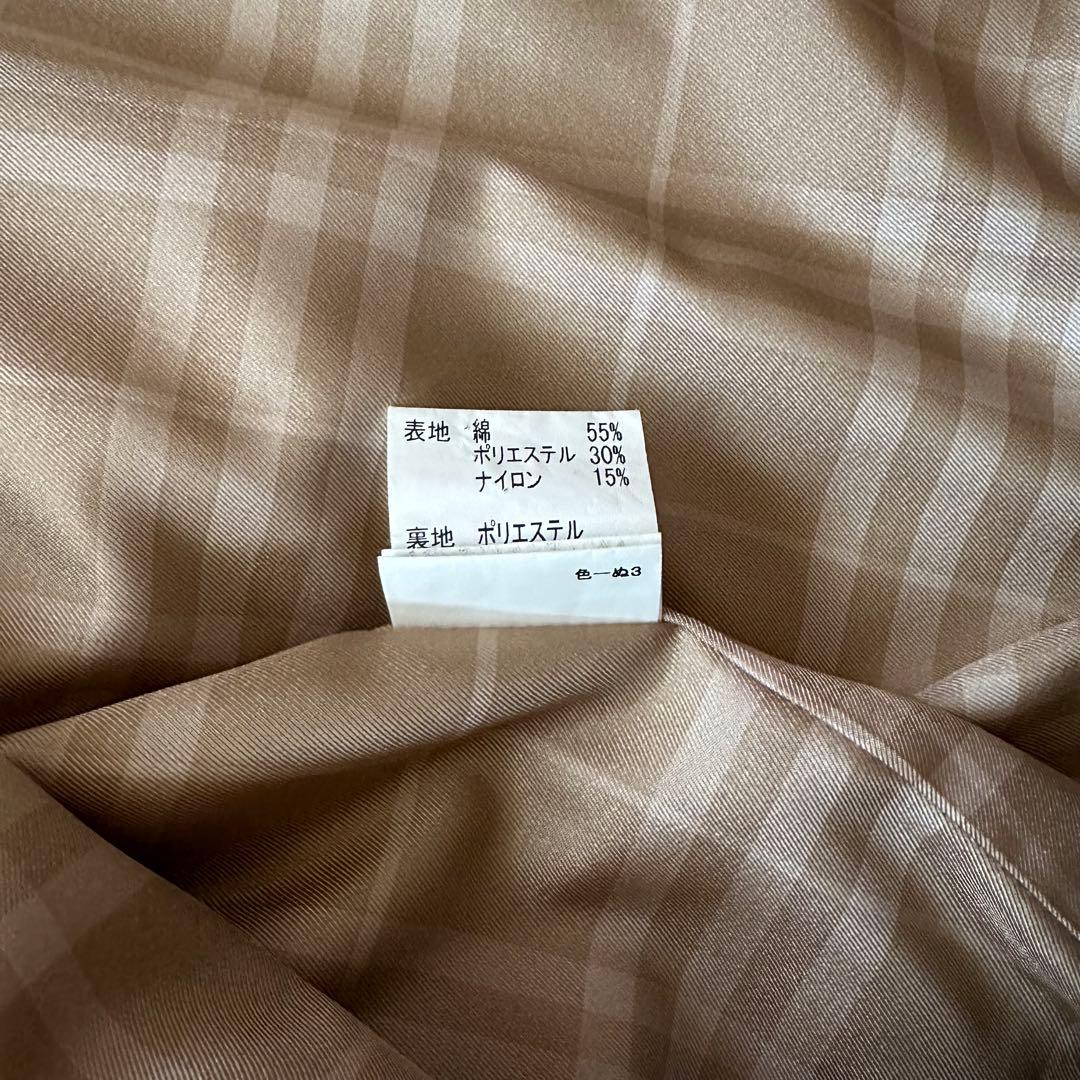 表地 綿 55%
ポリエステル 30%
ナイロン 15%
裏地 ポリエステル
色―ぬ3